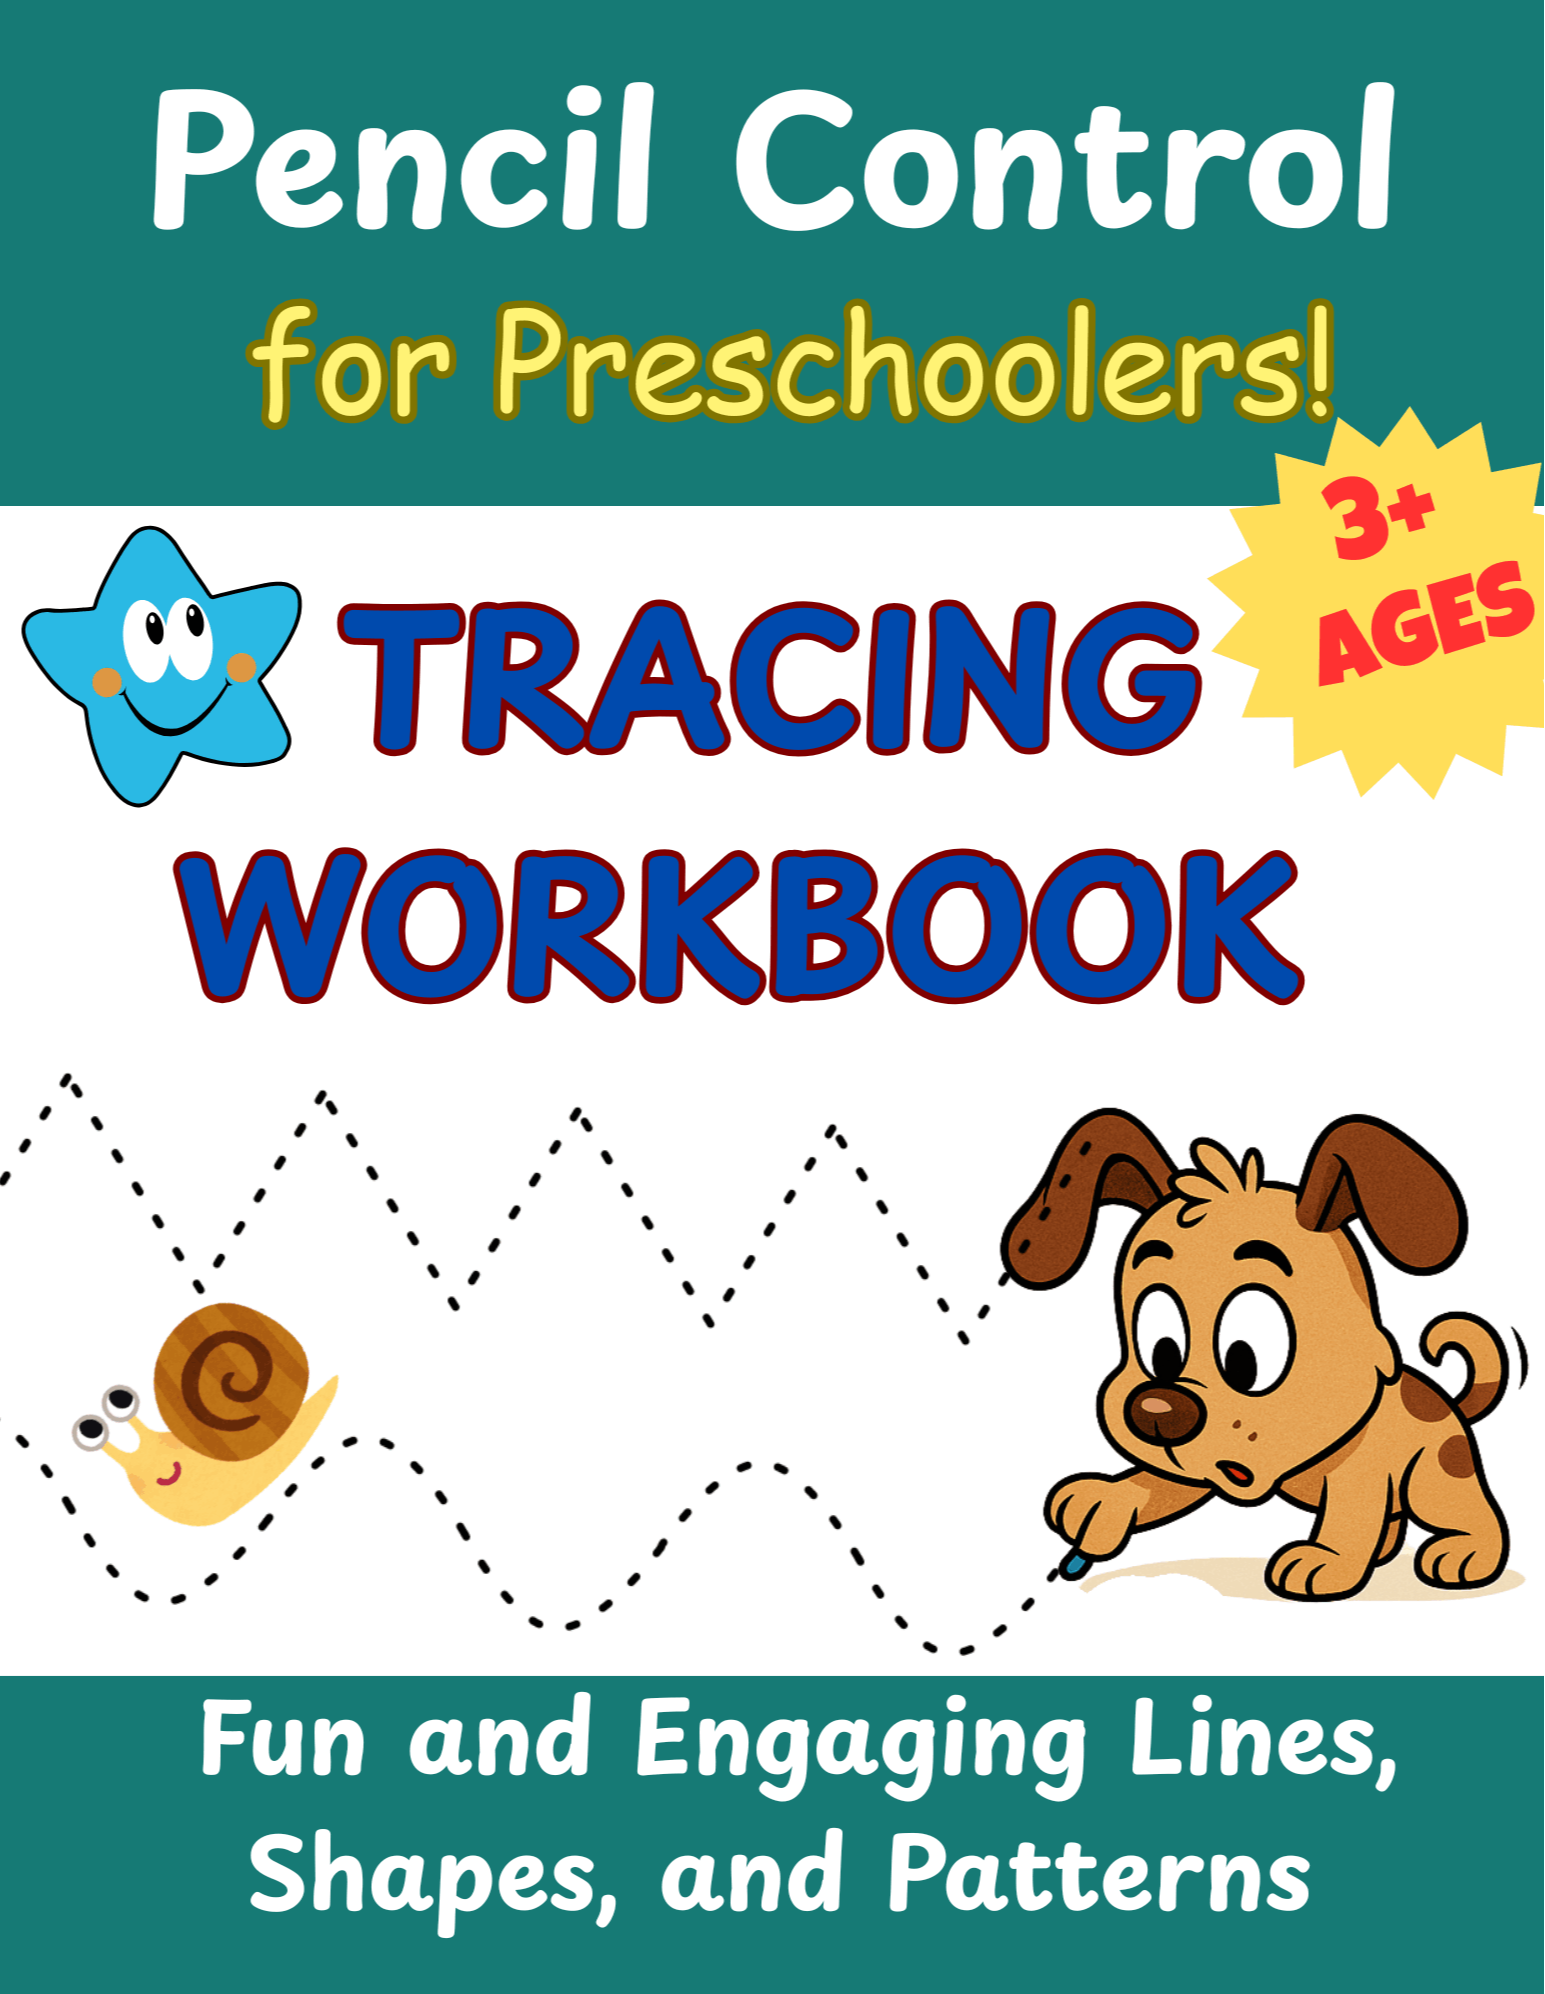 Pencil Control
for Preschoolers!
3+
AGES
TRACING
WORKBOOK
Fun and Engaging Lines,
Shapes, and Patterns